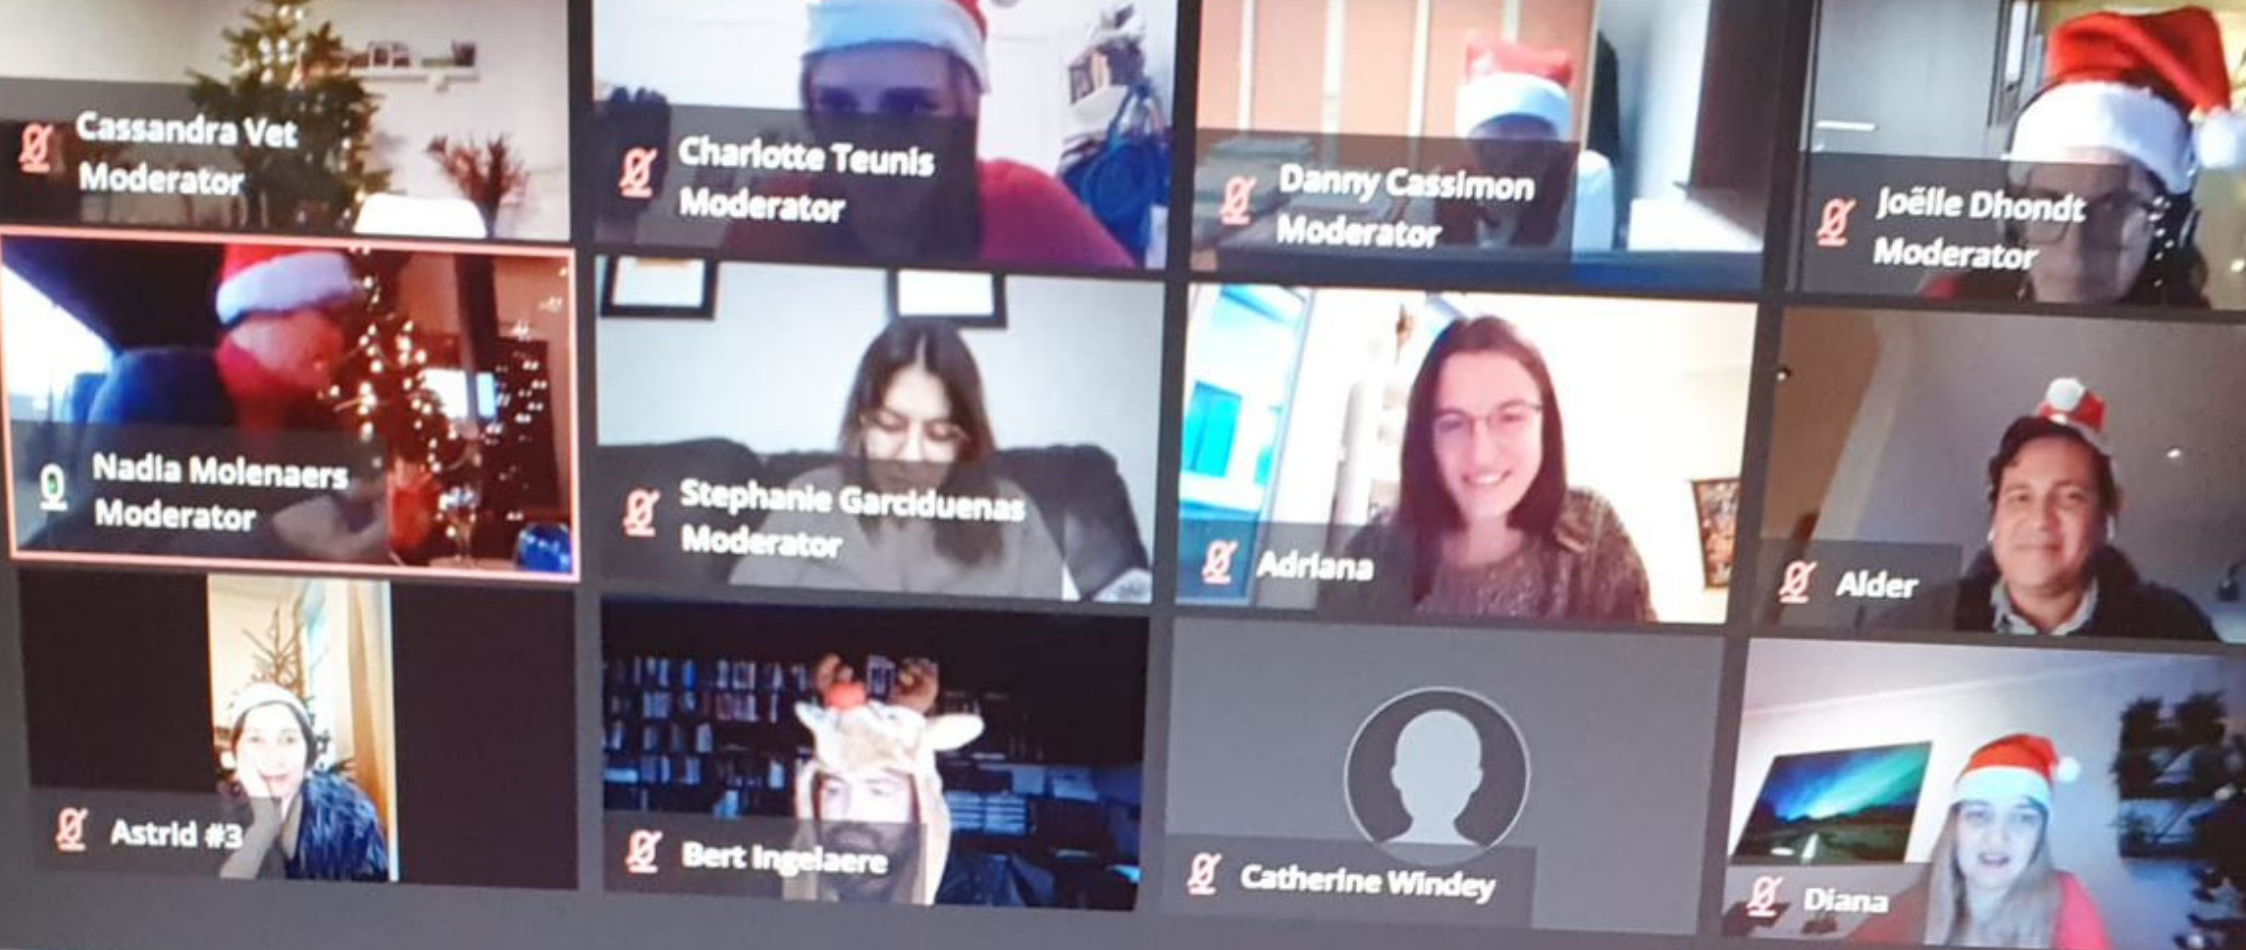 Cassandra Vet
Moderator
Charlotte Teunis
Moderator
Danny Cassimon
Moderator
Joëlle Dhondt
Moderator
Nadia Molenaers
Moderator
Stephanie Garciduenas
Moderator
Adriana
Alder
Astrid #3
Bert Ingelaere
Catherine Windey
Diana